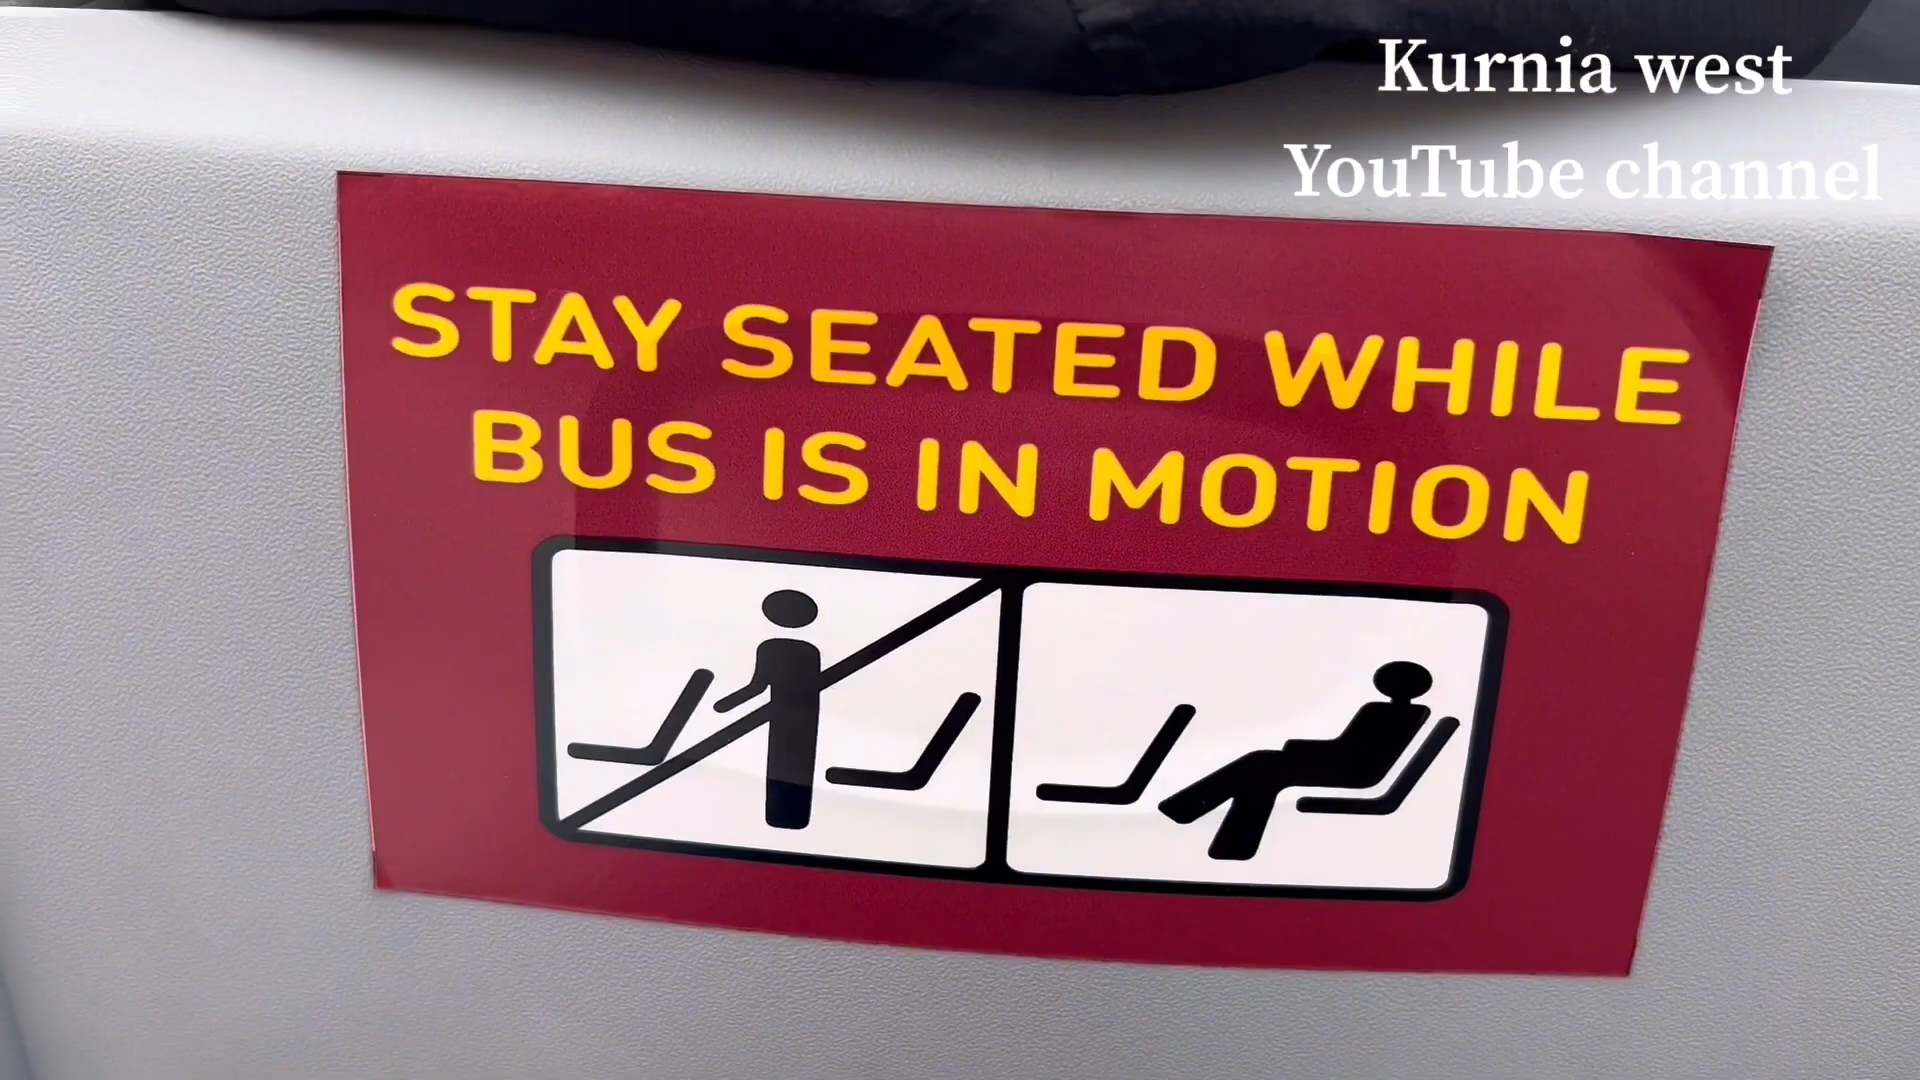 Kurnia west
YouTube channel
STAY SEATED WHILE
BUS IS IN MOTION